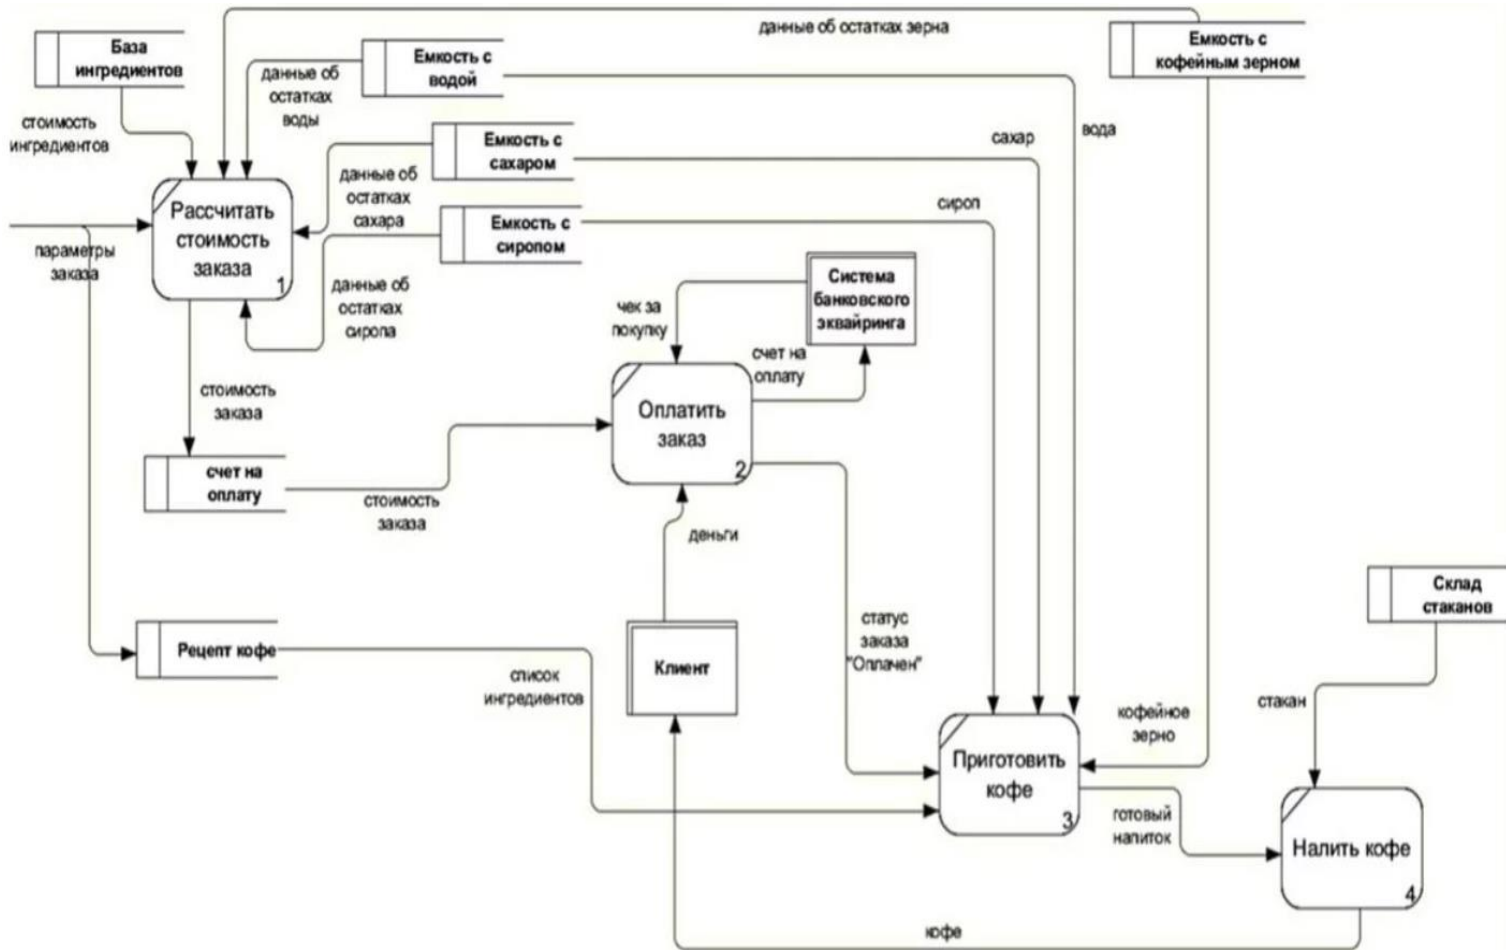 данные об остатках зерна
База
ингредиентов
Емкость с
водой
Емкость с
кофейным зерном
данные об
остатках
воды
стоимость
ингредиентов
Емкость с
сахаром
сахар
вода
данные об
остатках
сахара
Рассчитать
стоимость
заказа
1
параметры
заказа
Емкость с
сиропом
сироп
данные об
остатках
сиропа
Система
банковского
эквайринга
чек за
покупку
счет на
оплату
стоимость
заказа
Оплатить
заказ
2
счет на
оплату
стоимость
заказа
деньги
Склад
стаканов
Рецепт кофе
список
ингредиентов
Клиент
статус
заказа
"Оплачен"
кофейное
зерно
стакан
Приготовить
кофе
3
готовый
напиток
Налить кофе
4
кофе